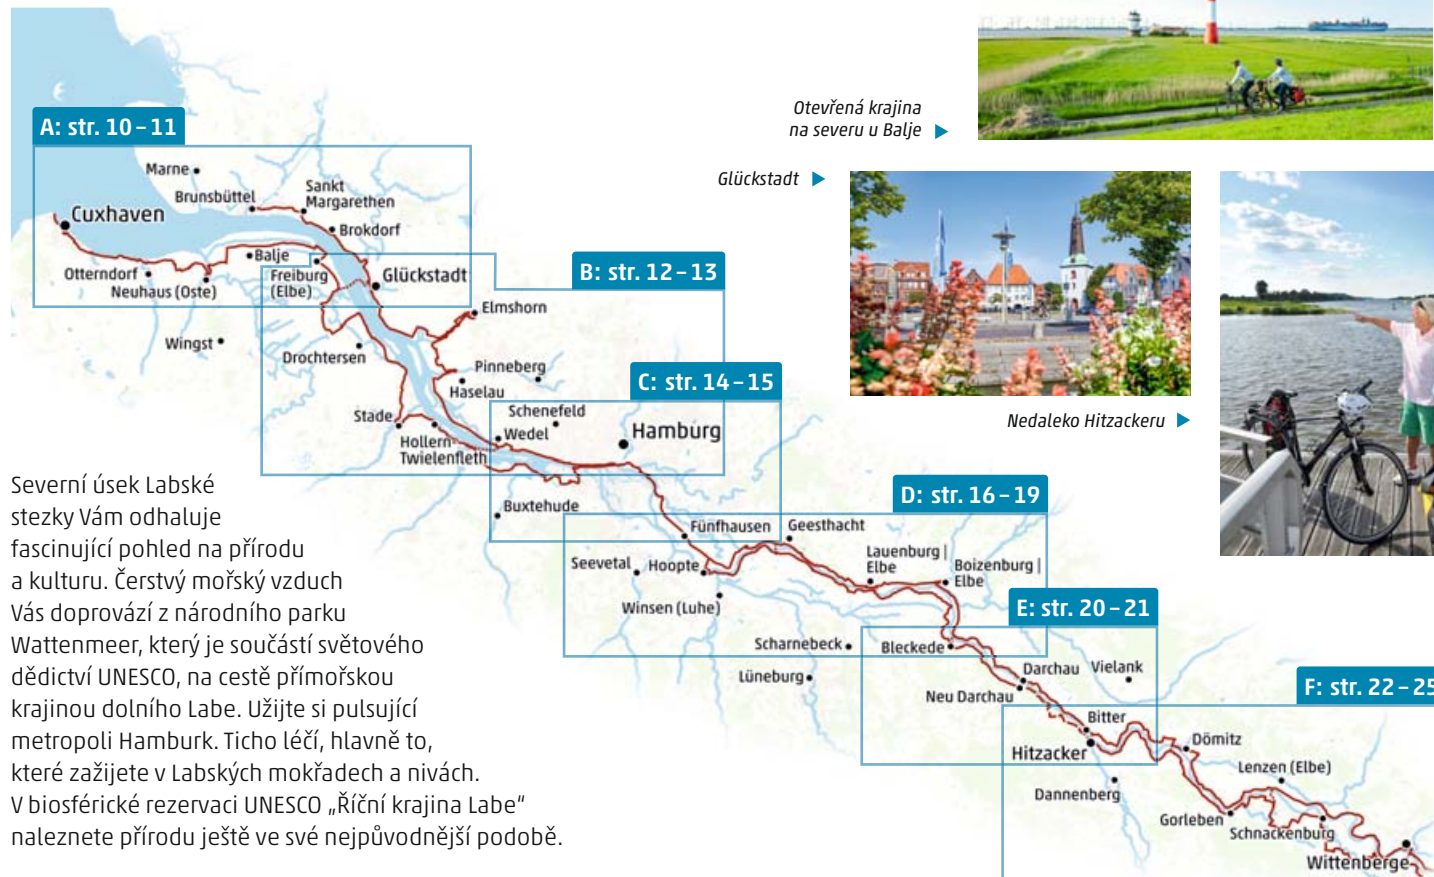 Otevřená krajina
na severu u Balje
Glückstadt
Nedaleko Hitzackeru
A: str. 10–11
Marne
Brunsbüttel
Sankt
Margarethen
Cuxhaven
Brokdorf
Balje
Otterndorf
Neuhaus (Oste)
Freiburg
(Elbe)
Glückstadt
B: str. 12–13
Elmshorn
Wingst
Drochtersen
Pinneberg
Haselau
C: str. 14–15
Stade
Schenefeld
Wedel
Hamburg
Hollern-
Twielenfleth
Buxtehude
D: str. 16–19
Fünfhausen
Geesthacht
Seevetal
Hoopte
Lauenburg |
Elbe
Boizenburg |
Elbe
Winsen (Luhe)
E: str. 20–21
Scharnebeck
Bleckede
Lüneburg
Darchau
Vielank
Neu Darchau
F: str. 22–25
Bitter
Hitzacker
Dömitz
Dannenberg
Lenzen (Elbe)
Gorleben
Schnackenburg
Wittenberge
Severní úsek Labské
stezky Vám odhaluje
fascinující pohled na přírodu
a kulturu. Čerstvý mořský vzduch
Vás doprovází z národního parku
Wattenmeer, který je součástí světového
dědictví UNESCO, na cestě přímořskou
krajinou dolního Labe. Užijte si pulsující
metropoli Hamburk. Ticho léčí, hlavně to,
které zažijete v Labských mokřadech a nivách.
V biosférické rezervaci UNESCO „Říční krajina Labe“
naleznete přírodu ještě ve své nejpůvodnější podobě.